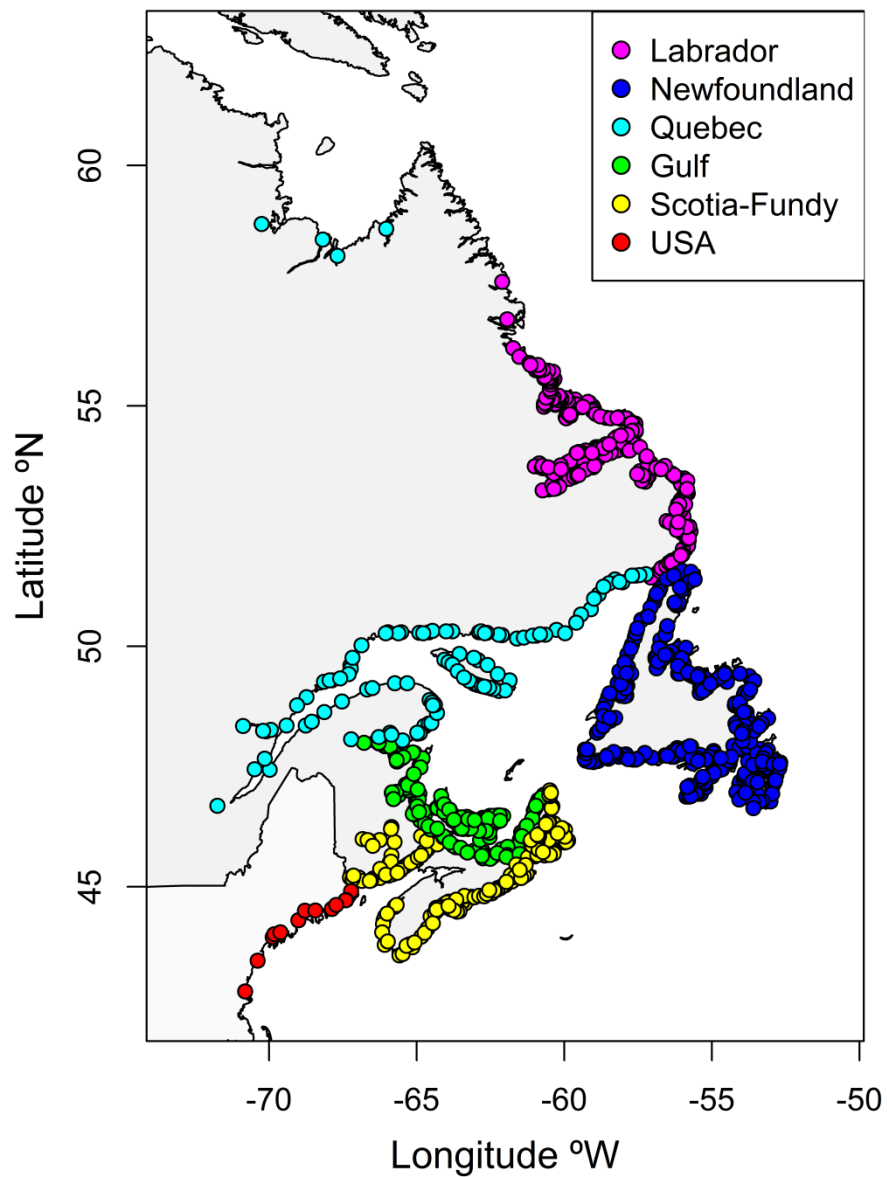 Labrador
Newfoundland
Quebec
Gulf
Scotia-Fundy
USA
60
55
50
45
Latitude ºN
-70
-65
-60
-55
-50
Longitude ºW